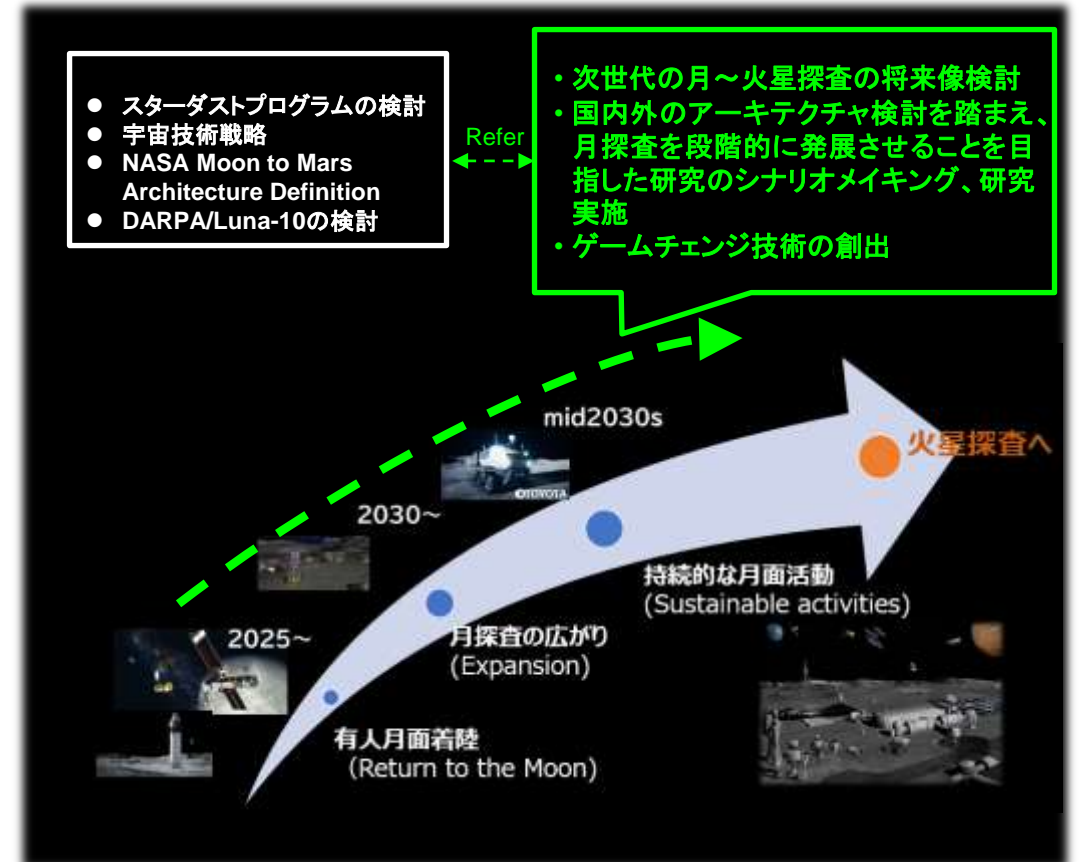 ● スターダストプログラムの検討
● 宇宙技術戦略
● NASA Moon to Mars
Architecture Definition
● DARPA/Luna-10の検討
Refer
・次世代の月～火星探査の将来像検討
・国内外のアーキテクチャ検討を踏まえ、
月探査を段階的に発展させることを目
指した研究のシナリオメイキング、研究
実施
・ゲームチェンジ技術の創出
mid2030s
©TOYOTA
火星探査へ
2030~
持続的な月面活動
(Sustainable activities)
2025~
月探査の広がり
(Expansion)
有人月面着陸
(Return to the Moon)